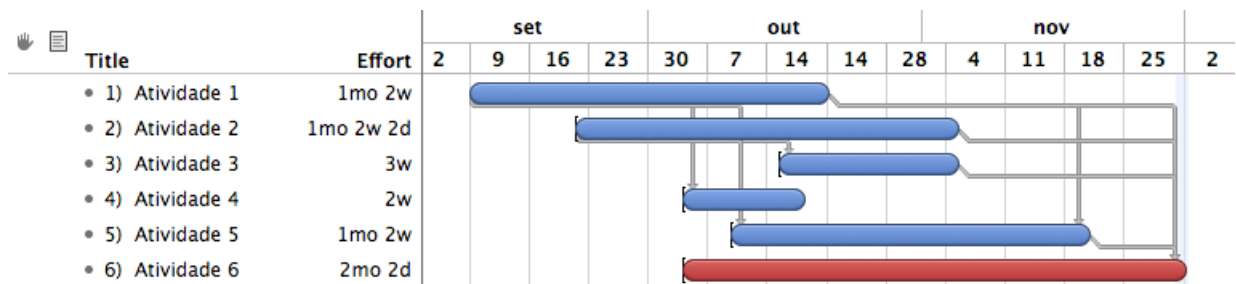 set out nov
Title Effort 2 9 16 23 30 7 14 14 28 4 11 18 25 2
1) Atividade 1 1mo 2w
2) Atividade 2 1mo 2w 2d
3) Atividade 3 3w
4) Atividade 4 2w
5) Atividade 5 1mo 2w
6) Atividade 6 2mo 2d